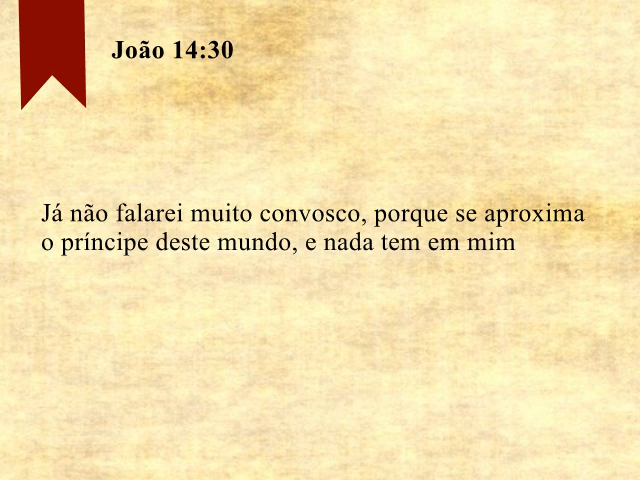 João 14:30
Já não falarei muito convosco, porque se aproxima
o príncipe deste mundo, e nada tem em mim